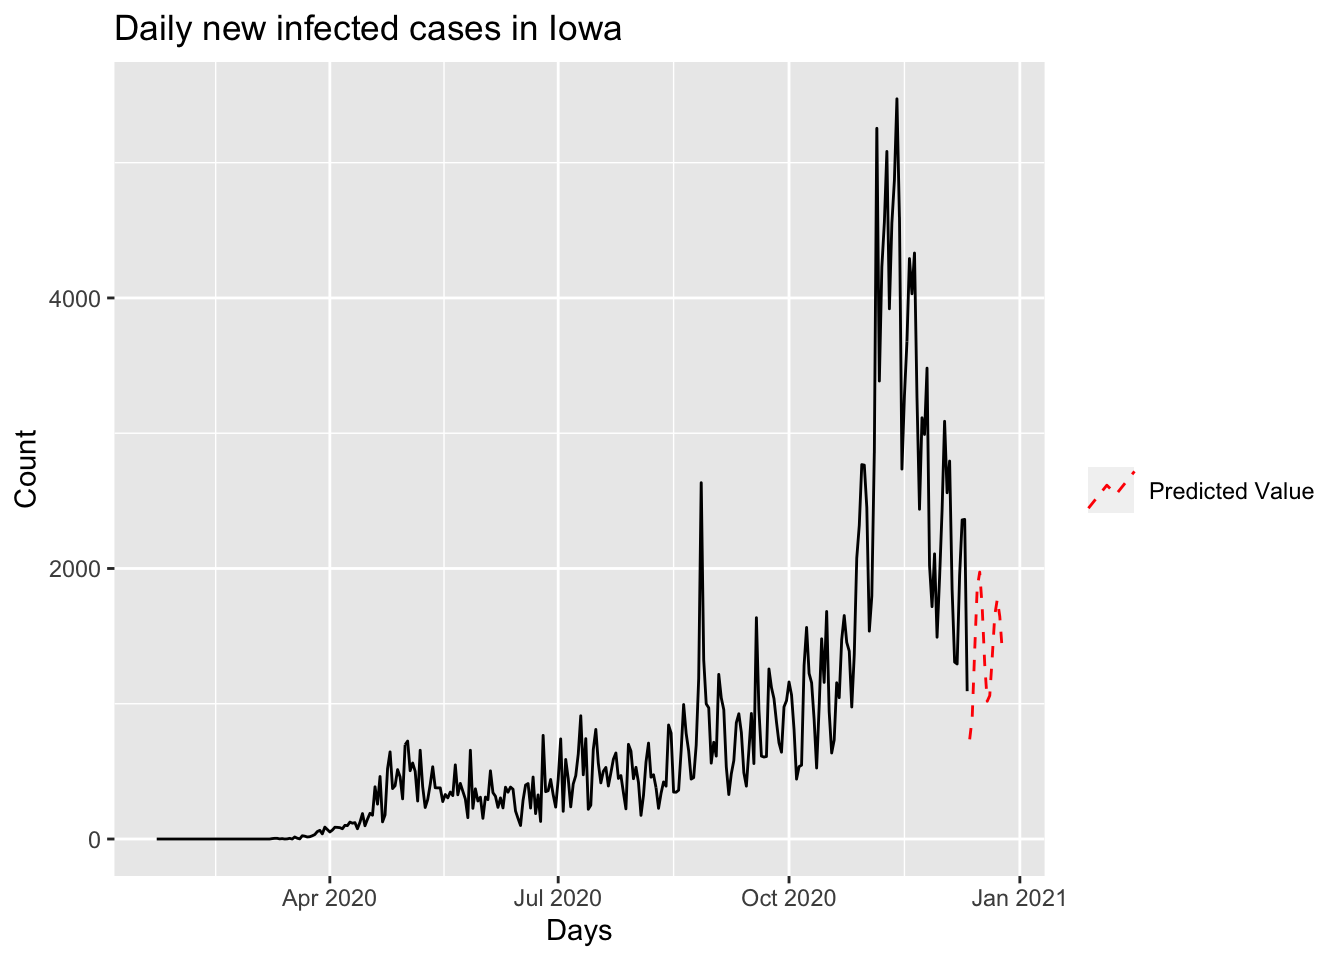 Daily new infected cases in Iowa
4000
2000
0
Count
Apr 2020
Jul 2020
Oct 2020
Jan 2021
Days
Predicted Value